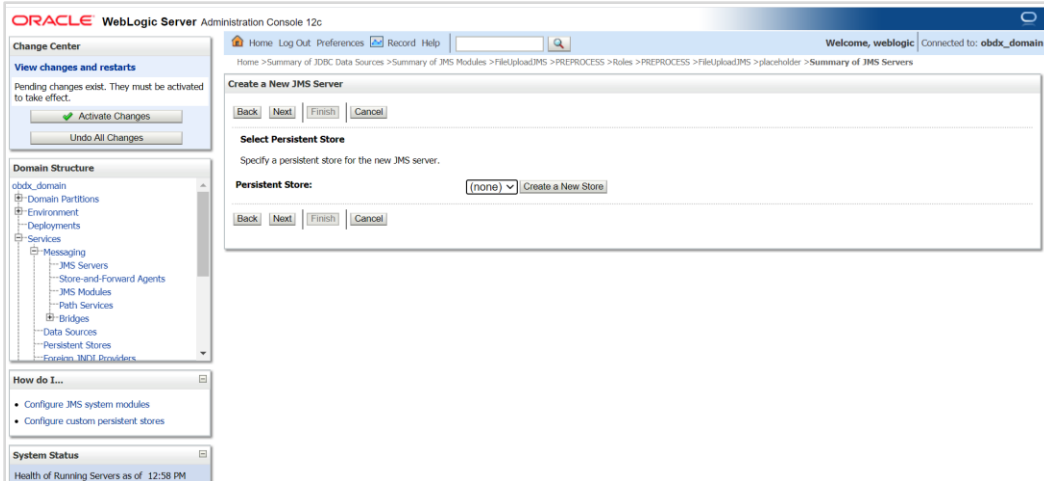 ORACLE WebLogic Server Administration Console 12c
Change Center
View changes and restarts
Pending changes exist. They must be activated
to take effect.
Activate Changes
Undo All Changes
Domain Structure
obdx_domain
Domain Partitions
Environment
Deployments
Services
Messaging
JMS Servers
Store-and-Forward Agents
JMS Modules
Path Services
Bridges
Data Sources
Persistent Stores
Foreign JNDI Providers
How do I...
Configure JMS system modules
Configure custom persistent stores
System Status
Health of Running Servers as of 12:58 PM
Home Log Out Preferences Record Help
Welcome, weblogic Connected to: obdx_domain
Home >Summary of JDBC Data Sources >Summary of JMS Modules >FileUploadJMS >PREPROCESS >Roles >PREPROCESS >FileUploadJMS >placeholder >Summary of JMS Servers
Create a New JMS Server
Back Next Finish Cancel
Select Persistent Store
Specify a persistent store for the new JMS server.
Persistent Store: (none) Create a New Store
Back Next Finish Cancel